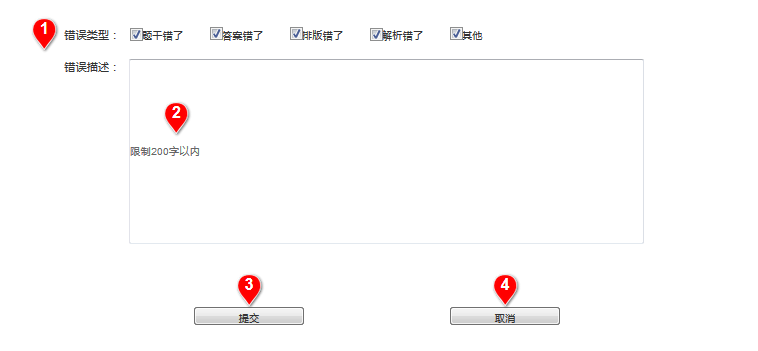 1 错误类型： 题干错了 答案错了 排版错了 解析错了 其他
错误描述：
2
限制200字以内
3 4
提交 取消